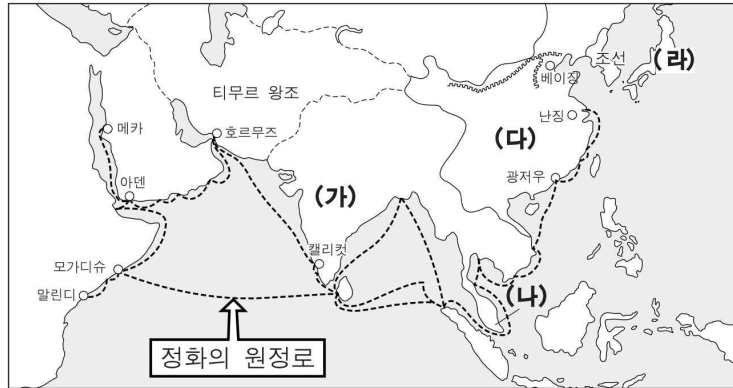 조선
(라)
베이징
티무르 왕조
난징
메카
호르무즈
(다)
광저우
아덴
(가)
캘리컷
모가디슈
(나)
말린디
정화의 원정로